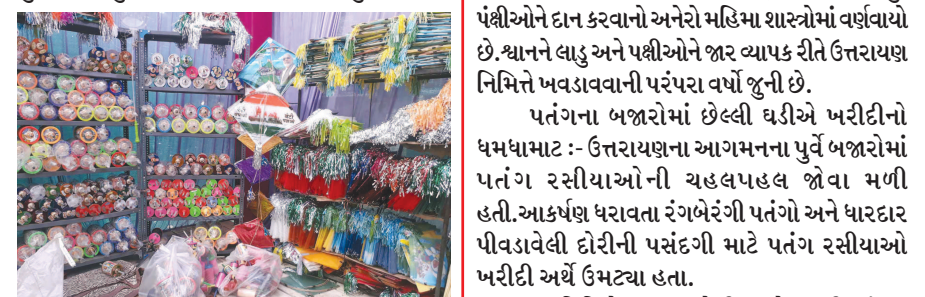 પંક્ષીઓને દાન કરવાનો અનેરો મહિમા શાસ્ત્રોમાં વર્ણવાયો
છે.શ્વાનને લાડુ અને પક્ષીઓને જાર વ્યાપક રીતે ઉત્તરાયણ
નિમિત્તે ખવડાવવાની પરંપરા વર્ષો જુની છે.
પતંગના બજારોમાં છેલ્લી ઘડીએ ખરીદીનો
ધમધામાટ :- ઉત્તરાયણના આગમનના પુર્વે બજારોમાં
પતંગ રસીયાઓની ચહલપહલ જોવા મળી
હતી.આકર્ષણ ધરાવતા રંગબેરંગી પતંગો અને ધારદાર
પીવડાવેલી દોરીની પસંદગી માટે પતંગ રસીયાઓ
ખરીદી અર્થે ઉમટ્યા હતા.